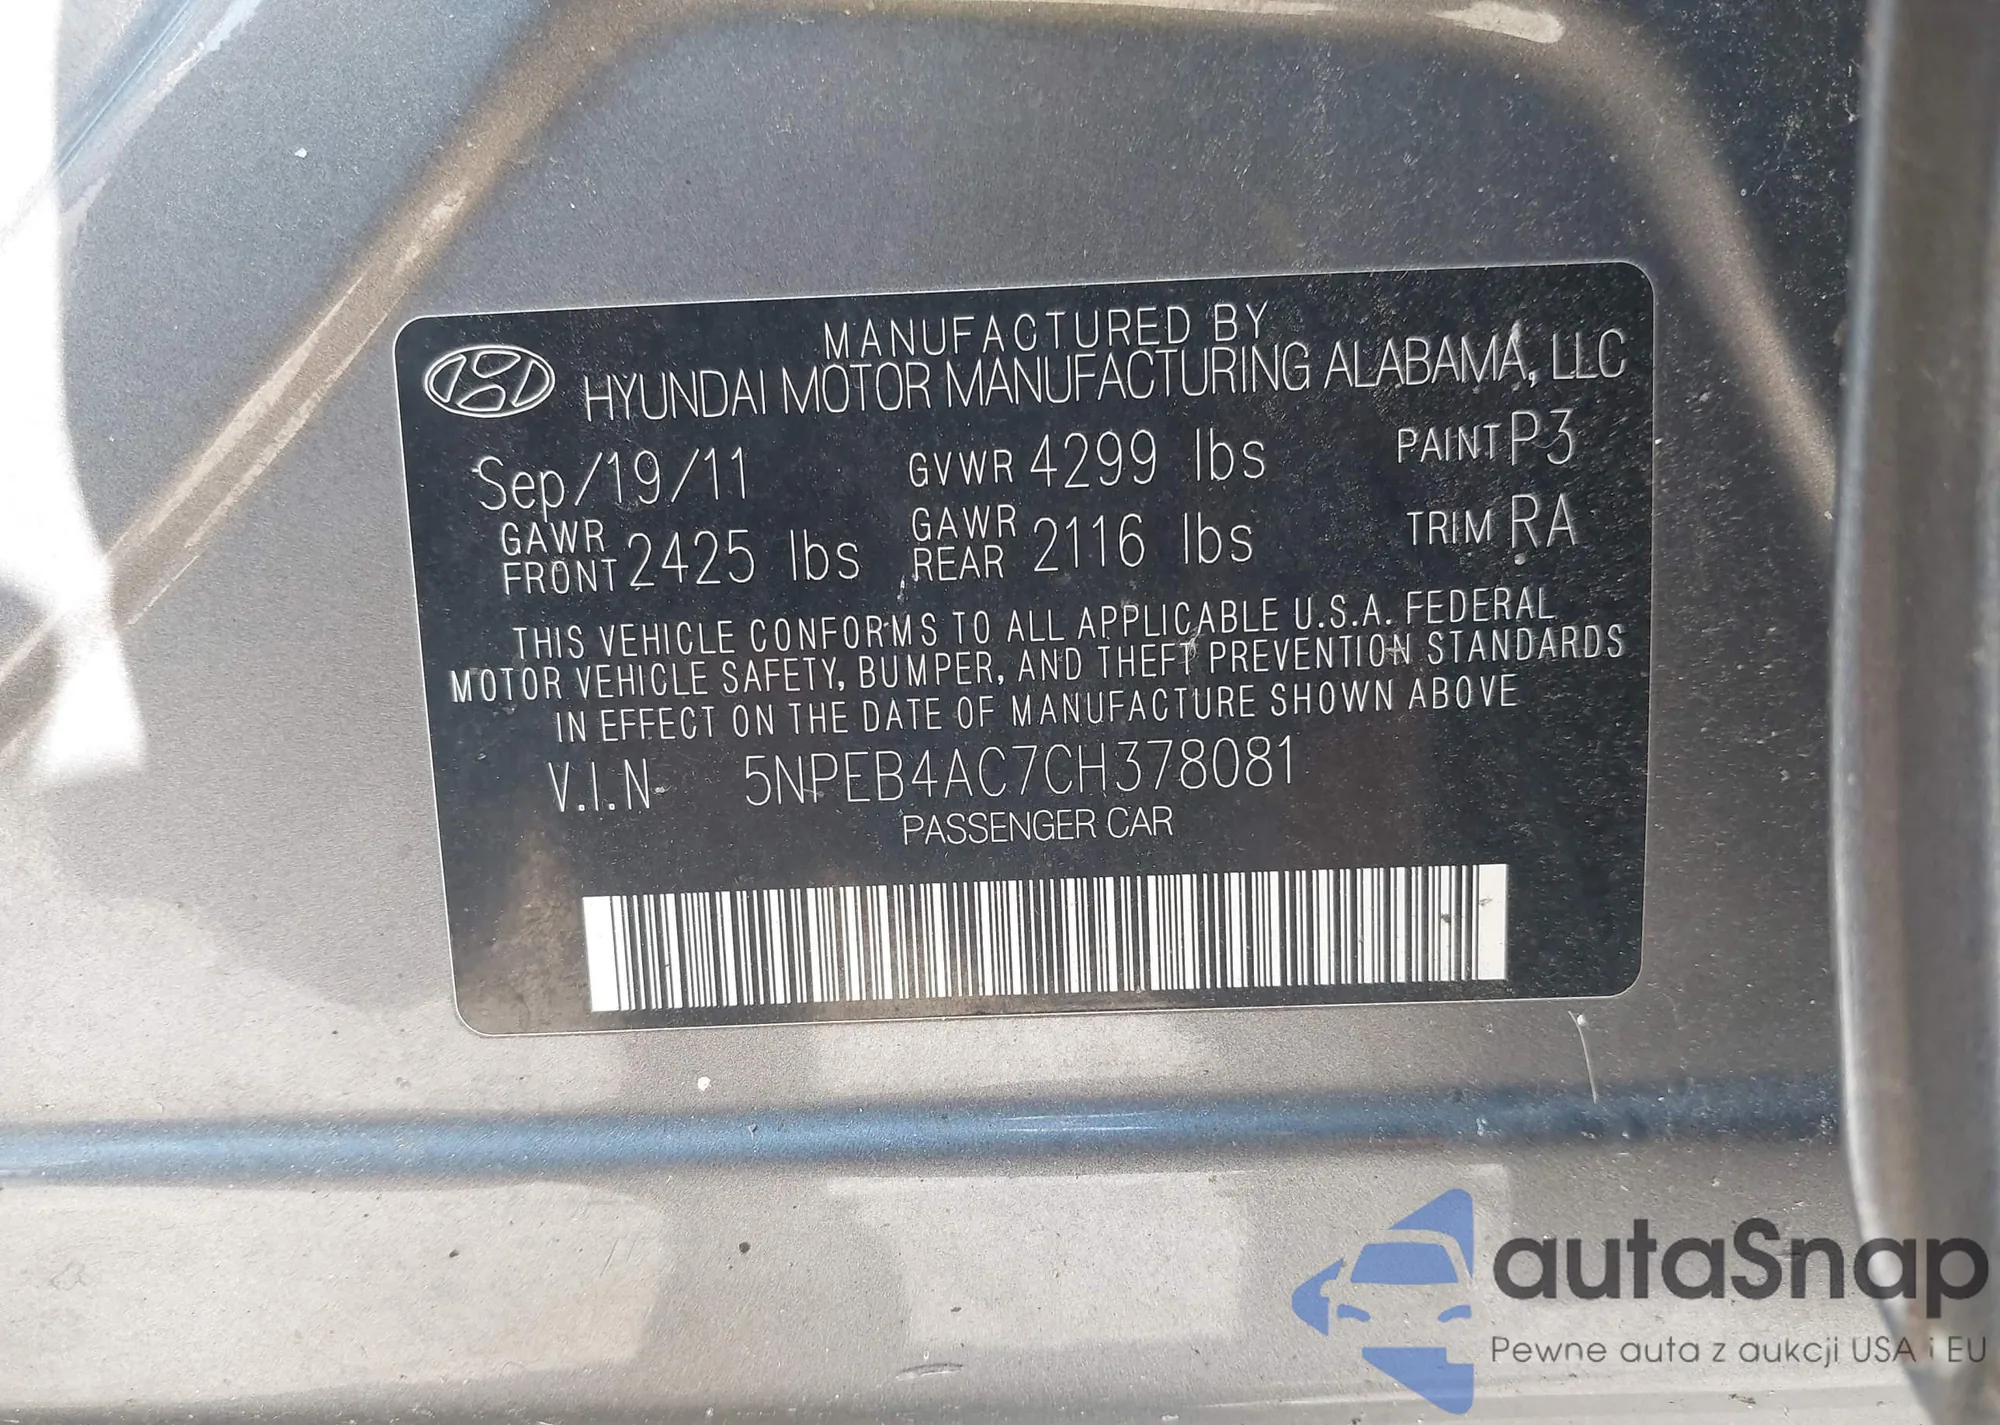 MANUFACTURED BY
HYUNDAI MOTOR MANUFACTURING ALABAMA, LLC
Sep/19/11 GVWR 4299 lbs PAINT P3
GAWR FRONT 2425 lbs GAWR REAR 2116 lbs TRIM RA
THIS VEHICLE CONFORMS TO ALL APPLICABLE U.S.A. FEDERAL
MOTOR VEHICLE SAFETY, BUMPER, AND THEFT PREVENTION STANDARDS
IN EFFECT ON THE DATE OF MANUFACTURE SHOWN ABOVE
V.I.N 5NPEB4AC7CH378081
PASSENGER CAR
autaSnap
Pewne auta z aukcji USA i EU